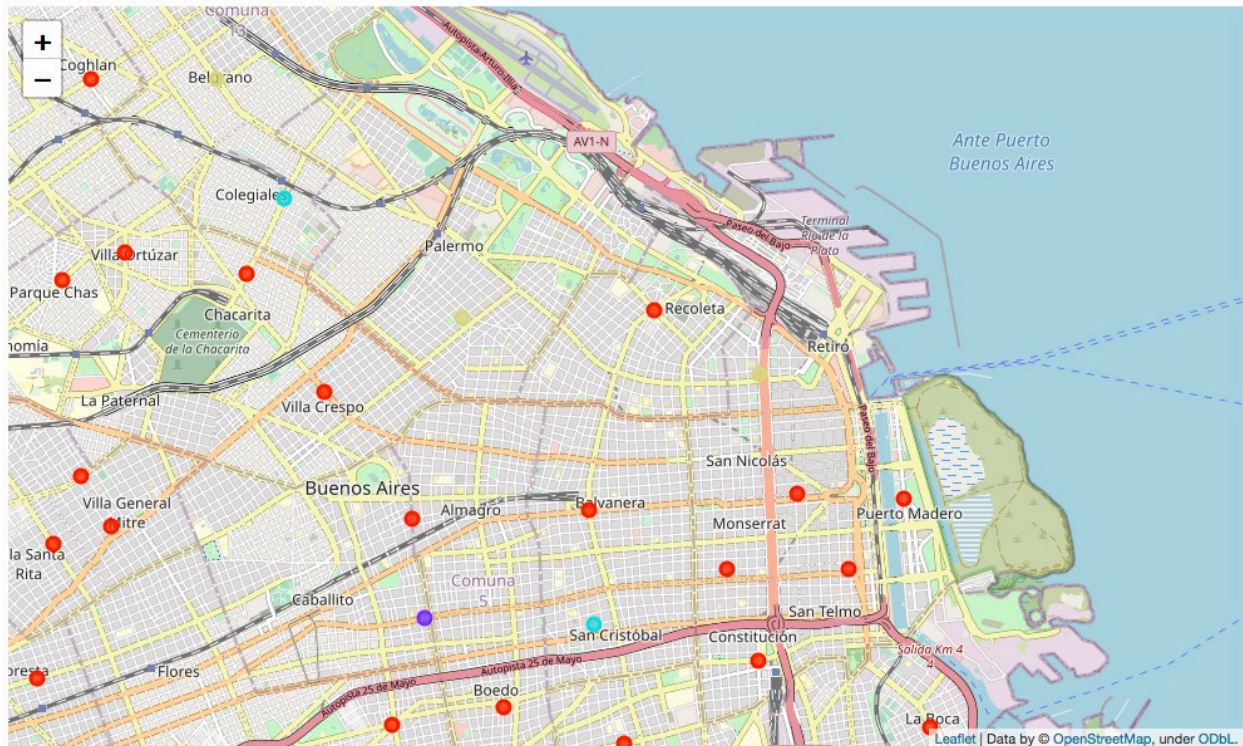 Comuna
13
+
−
Coghlan
Belgrano
Autopista Arturo Illia
AV1-N
Ante Puerto
Buenos Aires
Colegiales
Palermo
Paseo del Bajo
Terminal
Río de la
Plata
Villa Ortúzar
Parque Chas
Chacarita
Recoleta
Cementerio
de la Chacarita
nomía
Retiro
La Paternal
Villa Crespo
Paseo del Bajo
San Nicolás
Buenos Aires
Villa General
Mitre
Almagro
Balvanera
Monserrat
Puerto Madero
la Santa
Rita
Comuna
5
Caballito
San Telmo
San Cristóbal
Constitución
Salida Km 4
4
oresta
Flores
Autopista 25 de Mayo
Autopista 25 de Mayo
Boedo
La Boca
Leaflet | Data by © OpenStreetMap, under ODbL.